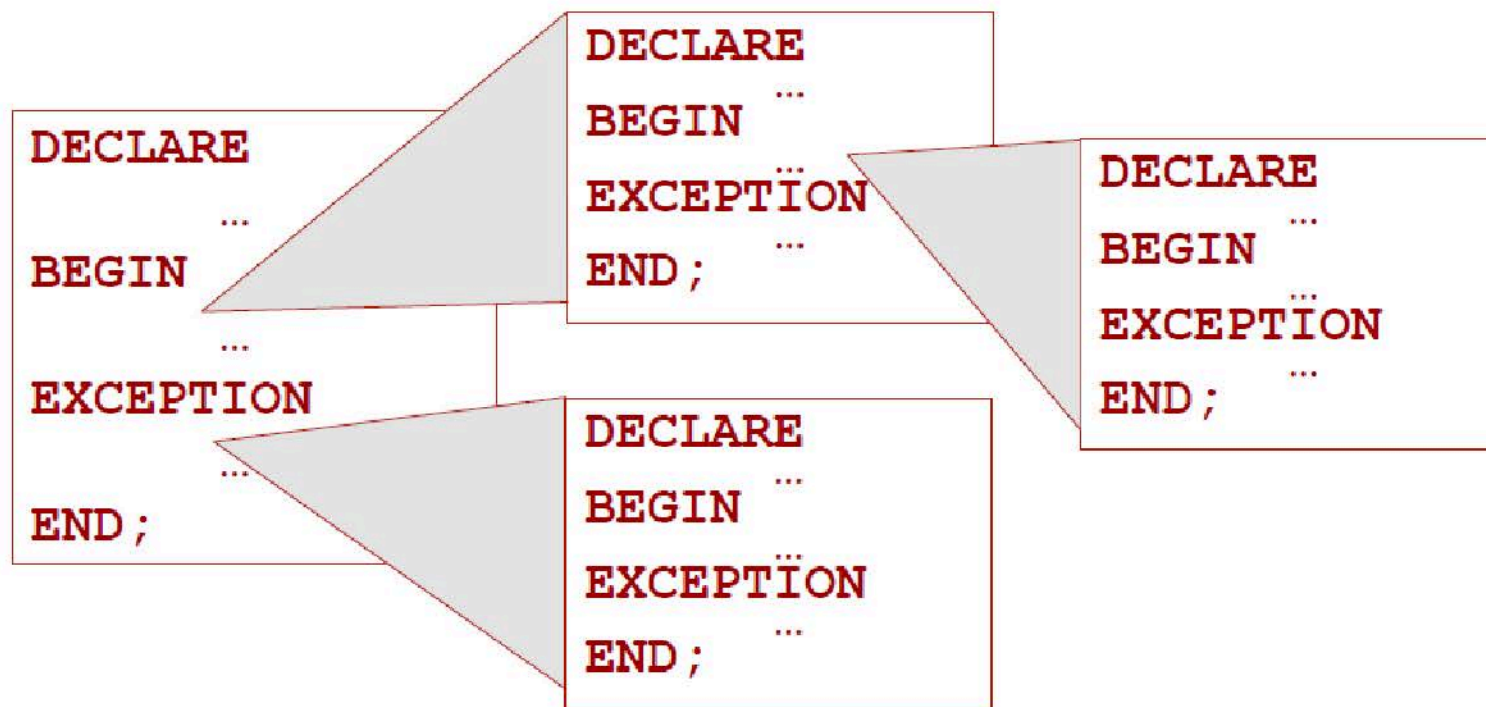 DECLARE
...
BEGIN
...
EXCEPTION
...
END;
DECLARE
...
BEGIN
...
EXCEPTION
...
END;
DECLARE
...
BEGIN
...
EXCEPTION
...
END;
DECLARE
...
BEGIN
...
EXCEPTION
...
END;